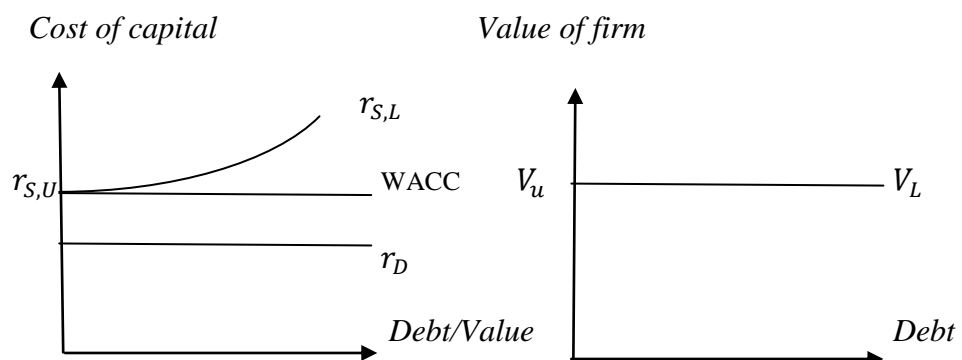 Cost of capital
Value of firm
r_{S,L}
r_{S,U}
WACC
V_u
V_L
r_D
Debt/Value
Debt